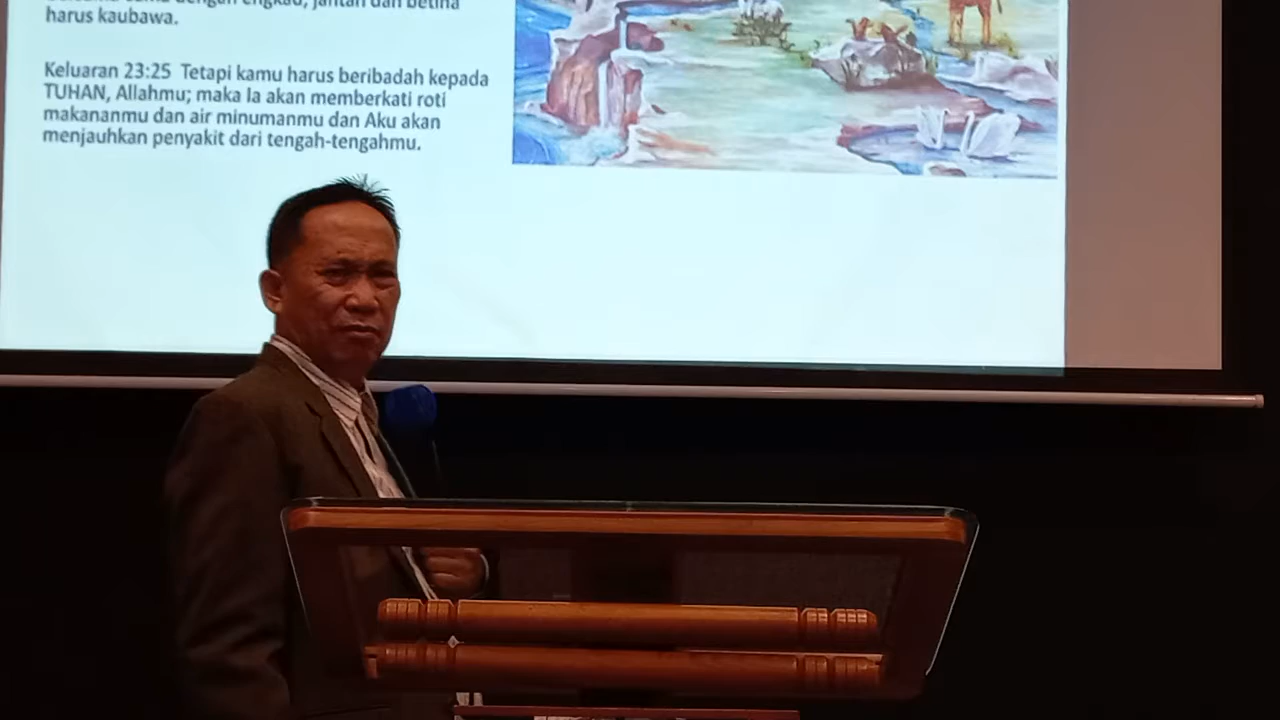 harus kaubawa.
Keluaran 23:25 Tetapi kamu harus beribadah kepada
TUHAN, Allahmu; maka Ia akan memberkati roti
makananmu dan air minumanmu dan Aku akan
menjauhkan penyakit dari tengah-tengahmu.